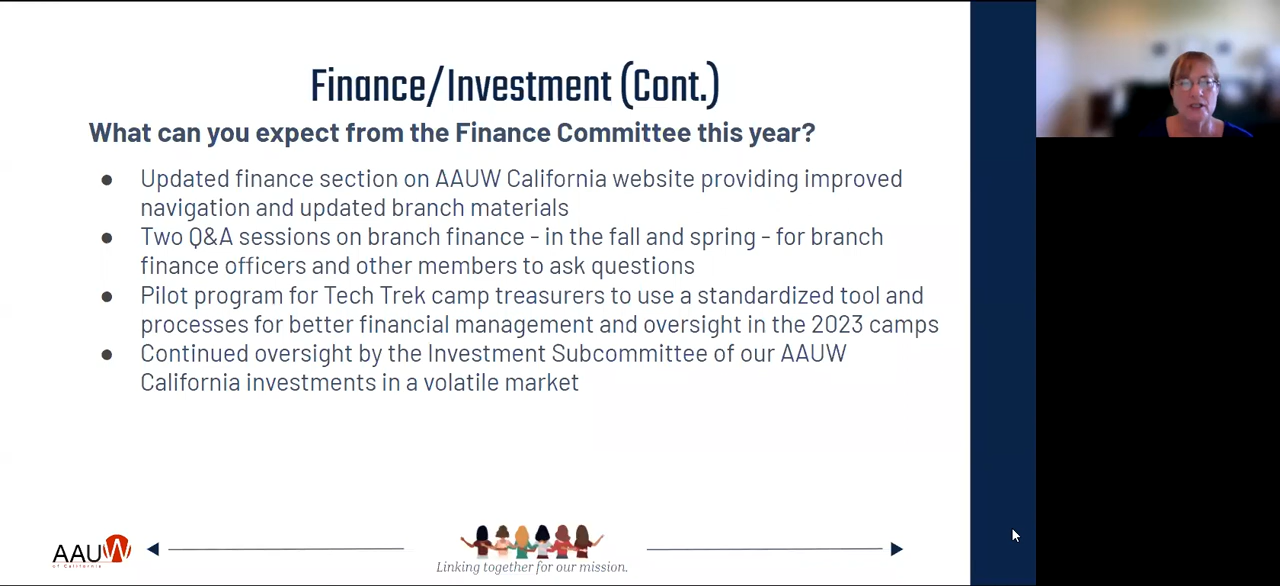 Finance/Investment (Cont.)
What can you expect from the Finance Committee this year?
● Updated finance section on AAUW California website providing improved
navigation and updated branch materials
● Two Q&A sessions on branch finance - in the fall and spring - for branch
finance officers and other members to ask questions
● Pilot program for Tech Trek camp treasurers to use a standardized tool and
processes for better financial management and oversight in the 2023 camps
● Continued oversight by the Investment Subcommittee of our AAUW
California investments in a volatile market
AAUW
of California
Linking together for our mission.